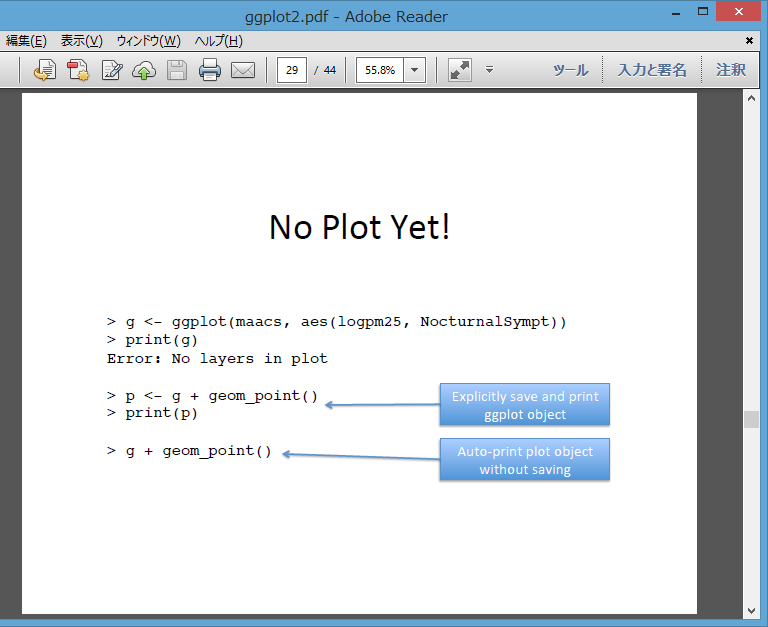 ggplot2.pdf - Adobe Reader
編集(E) 表示(V) ウィンドウ(W) ヘルプ(H)
29 / 44 55.8% ツール 入力と署名 注釈
No Plot Yet!
> g <- ggplot(maacs, aes(logpm25, NocturnalSympt))
> print(g)
Error: No layers in plot
> p <- g + geom_point()
> print(p)
Explicitly save and print
ggplot object
> g + geom_point()
Auto-print plot object
without saving